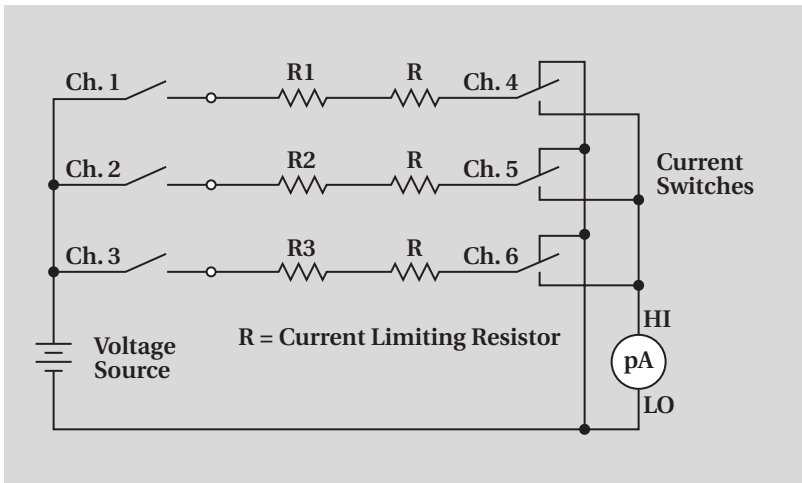 Ch. 1
R1
R
Ch. 4
Ch. 2
R2
R
Ch. 5
Current
Switches
Ch. 3
R3
R
Ch. 6
Voltage
Source
R = Current Limiting Resistor
HI
pA
LO